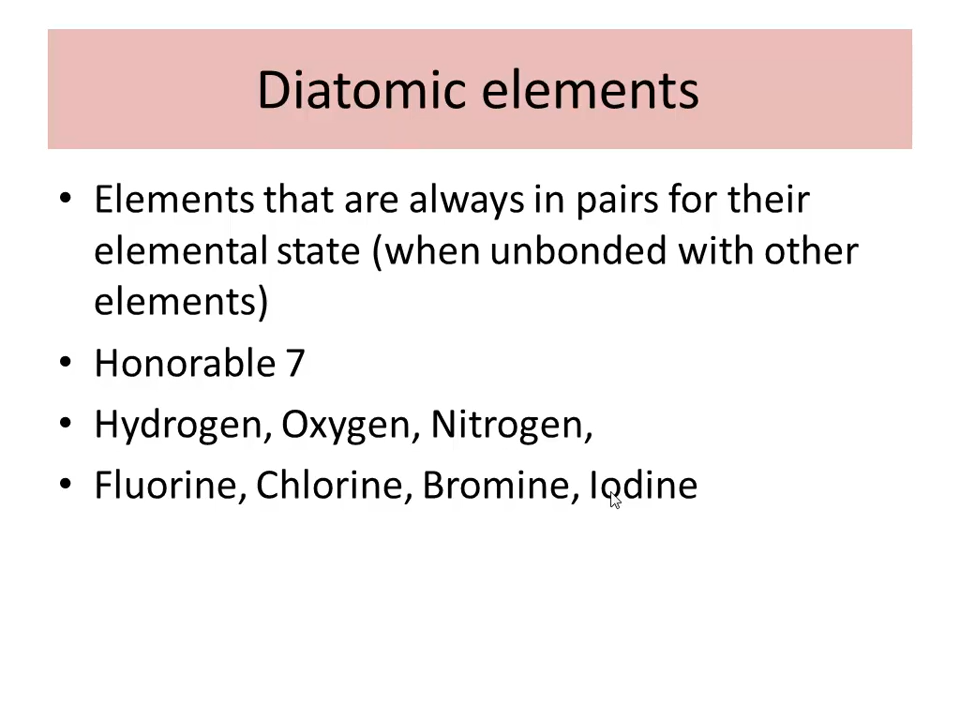 Diatomic elements
• Elements that are always in pairs for their
elemental state (when unbonded with other
elements)
• Honorable 7
• Hydrogen, Oxygen, Nitrogen,
• Fluorine, Chlorine, Bromine, Iodine